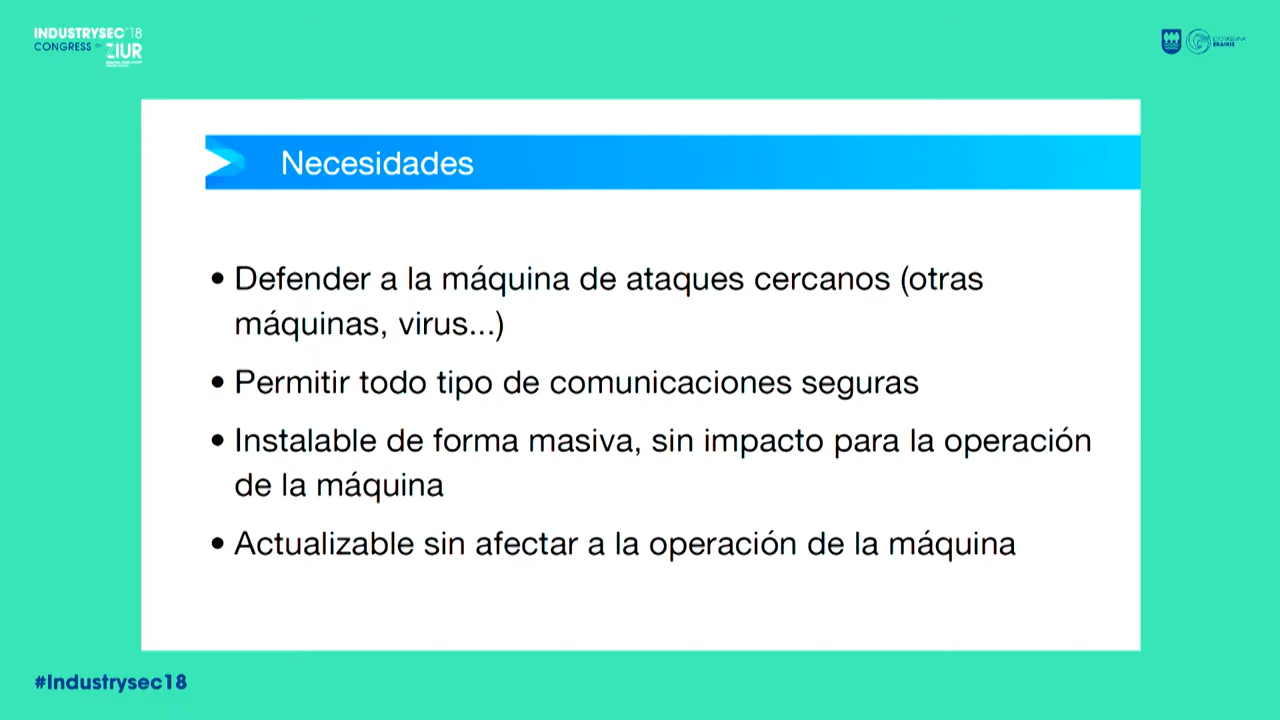 INDUSTRYSEC'18
CONGRESS BY ZIUR
Necesidades
• Defender a la máquina de ataques cercanos (otras
máquinas, virus...)
• Permitir todo tipo de comunicaciones seguras
• Instalable de forma masiva, sin impacto para la operación
de la máquina
• Actualizable sin afectar a la operación de la máquina
#Industrysec18